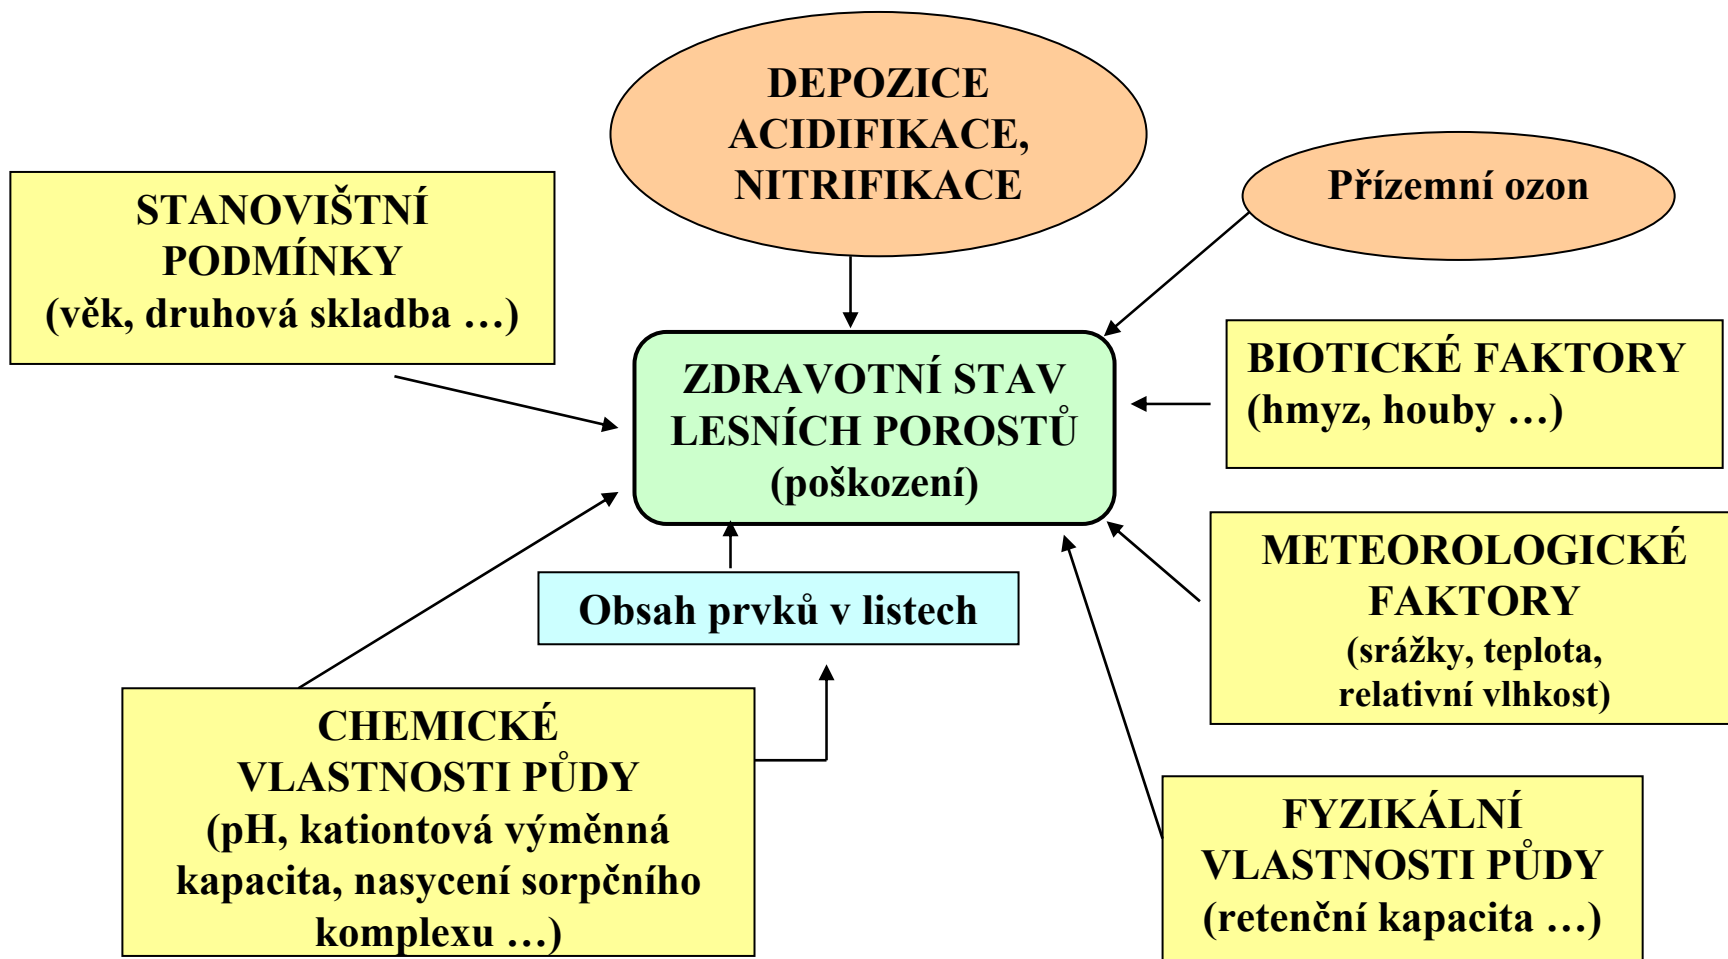 DEPOZICE
ACIDIFIKACE,
NITRIFIKACE
Přízemní ozon
STANOVIŠTNÍ
PODMÍNKY
(věk, druhová skladba …)
ZDRAVOTNÍ STAV
LESNÍCH POROSTŮ
(poškození)
BIOTICKÉ FAKTORY
(hmyz, houby …)
METEOROLOGICKÉ
FAKTORY
(srážky, teplota,
relativní vlhkost)
Obsah prvků v listech
CHEMICKÉ
VLASTNOSTI PŮDY
(pH, kationtová výměnná
kapacita, nasycení sorpčního
komplexu …)
FYZIKÁLNÍ
VLASTNOSTI PŮDY
(retenční kapacita …)